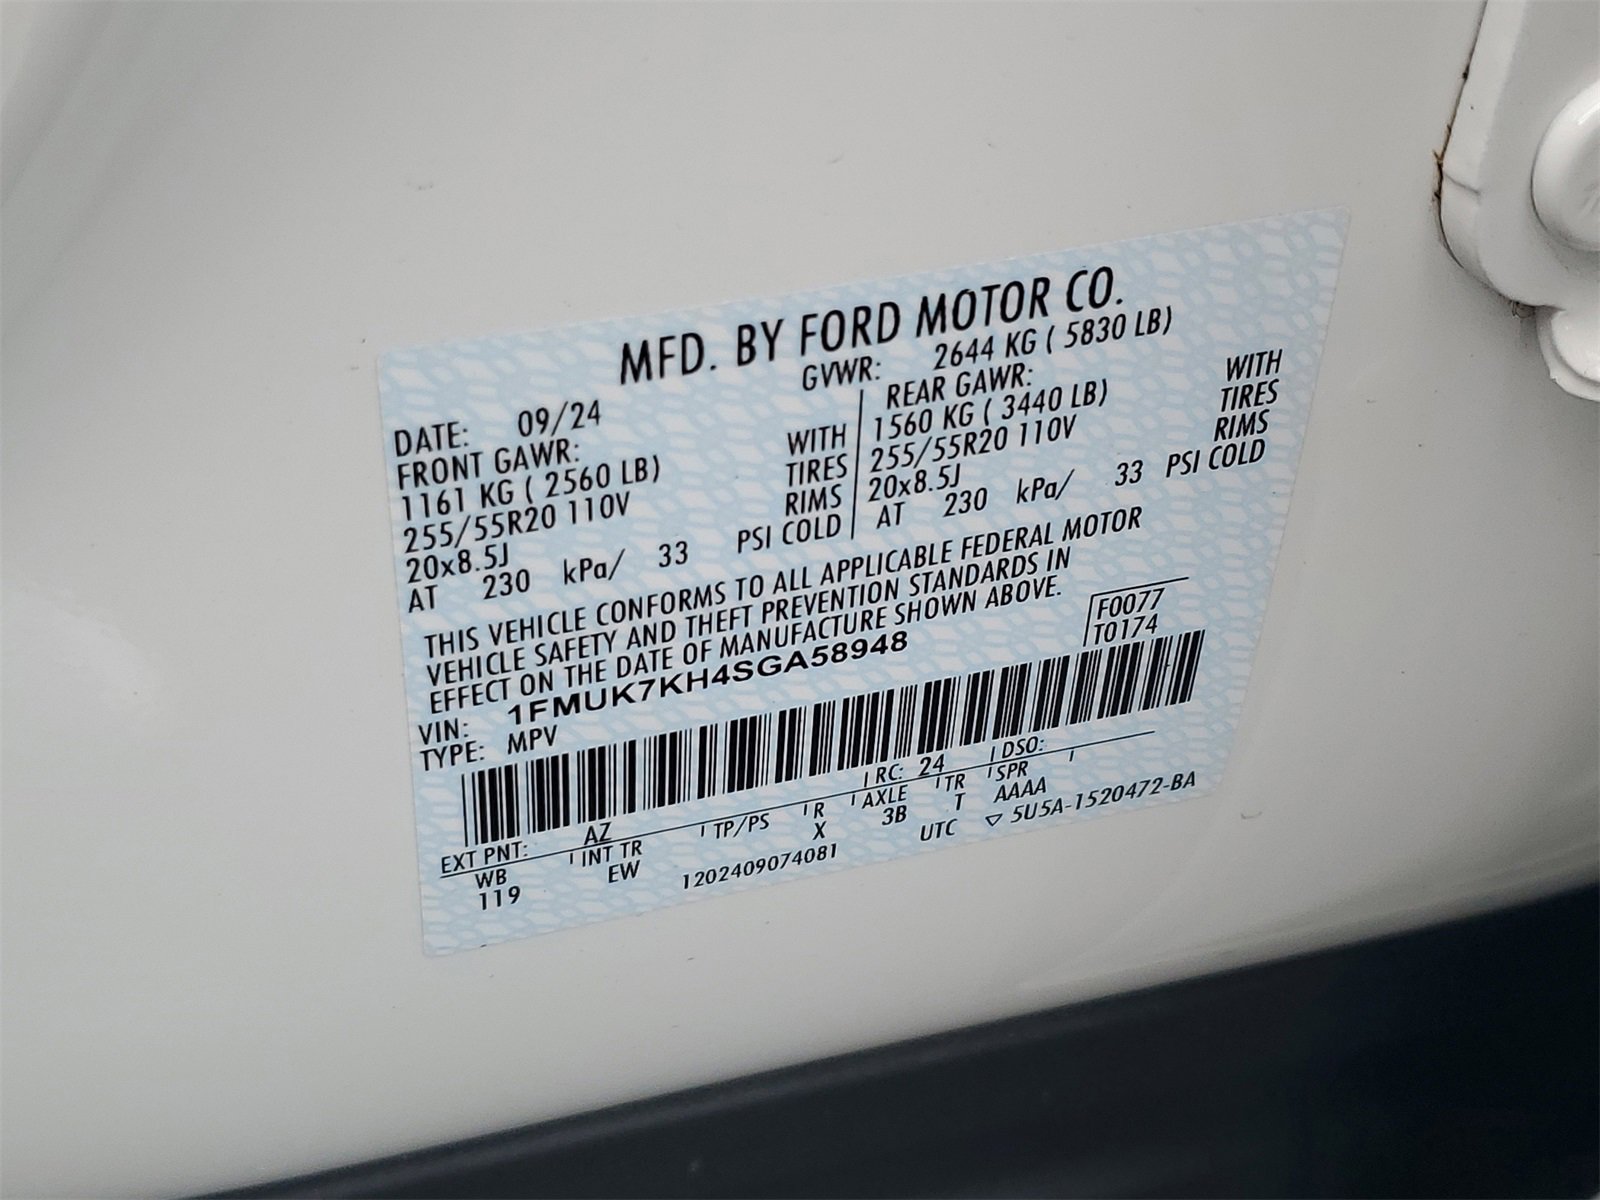 MFD. BY FORD MOTOR CO.
DATE: 09/24 GVWR: 2644 KG ( 5830 LB)
FRONT GAWR: REAR GAWR:
1161 KG ( 2560 LB) WITH 1560 KG ( 3440 LB) WITH
255/55R20 110V TIRES 255/55R20 110V TIRES
20x8.5J RIMS 20x8.5J RIMS
AT 230 kPa/ 33 PSI COLD AT 230 kPa/ 33 PSI COLD
THIS VEHICLE CONFORMS TO ALL APPLICABLE FEDERAL MOTOR
VEHICLE SAFETY AND THEFT PREVENTION STANDARDS IN
EFFECT ON THE DATE OF MANUFACTURE SHOWN ABOVE.
F0077
T0174
VIN: 1FMUK7KH4SGA58948
TYPE: MPV
EXT PNT: AZ RC: 24 DSO:
WB INT TR TP/PS R AXLE TR SPR
119 EW X 3B T AAAA
1202409074081 UTC ▽ 5U5A-1520472-BA